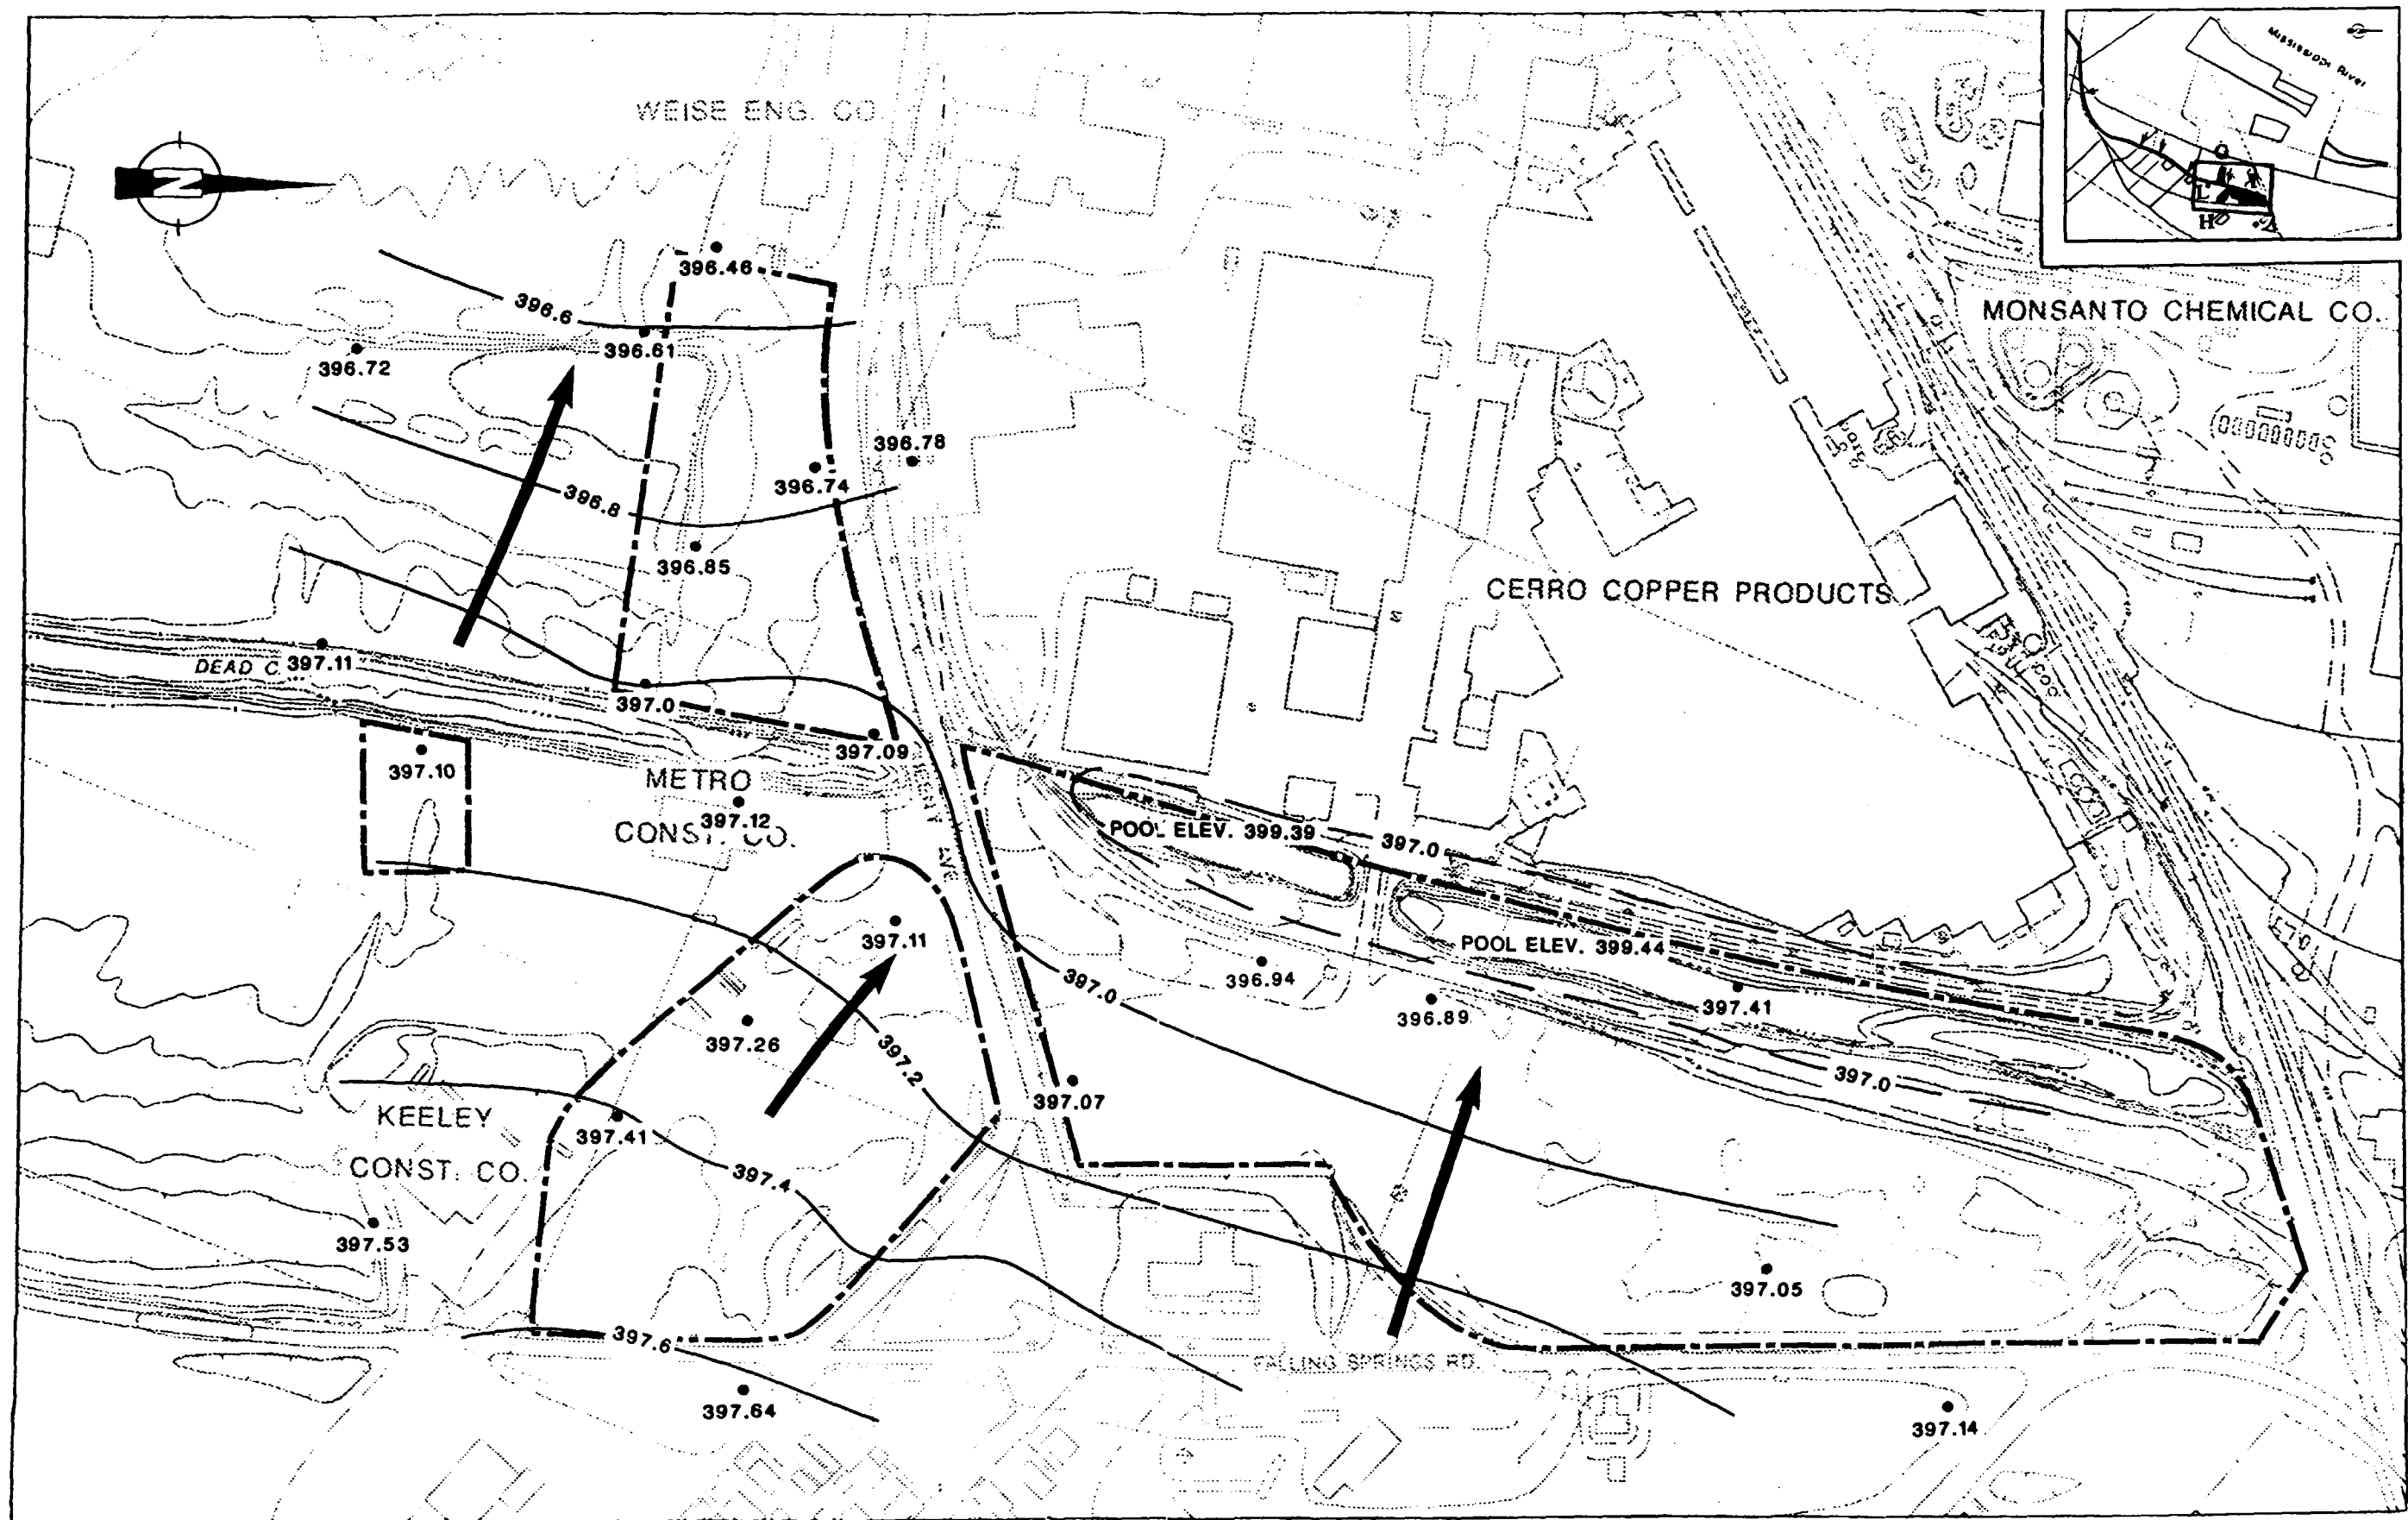 MISSISSIPPI River
WEISE ENG. CO.
N
396.46
396.6
MONSANTO CHEMICAL CO.
396.61
396.72
396.78
396.74
396.8
396.85
CERRO COPPER PRODUCTS
DEAD C.
397.11
397.0
397.09
397.10
METRO
397.12
CONST. CO.
POOL ELEV. 399.39
397.0
AVE
397.11
POOL ELEV. 399.44
396.94
397.0
397.41
396.89
397.26
397.2
397.0
397.07
KEELEY
397.41
CONST. CO.
397.4
397.53
397.05
397.6
FALLING SPRINGS RD.
397.64
397.14
Q
L
H